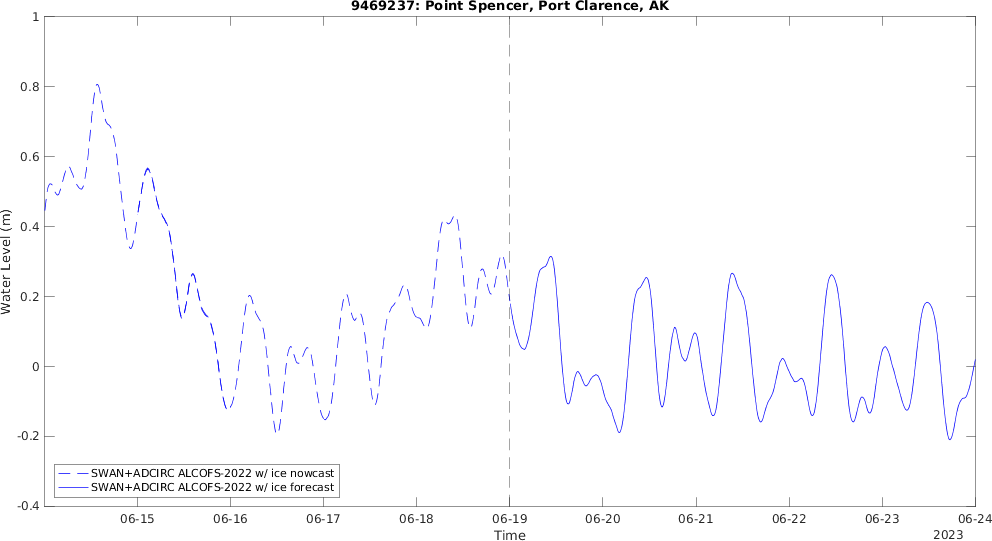 9469237: Point Spencer, Port Clarence, AK
1
0.8
0.6
0.4
0.2
0
-0.2
-0.4
Water Level (m)
SWAN+ADCIRC ALCOFS-2022 w/ ice nowcast
SWAN+ADCIRC ALCOFS-2022 w/ ice forecast
06-15 06-16 06-17 06-18 06-19 06-20 06-21 06-22 06-23 06-24
Time
2023